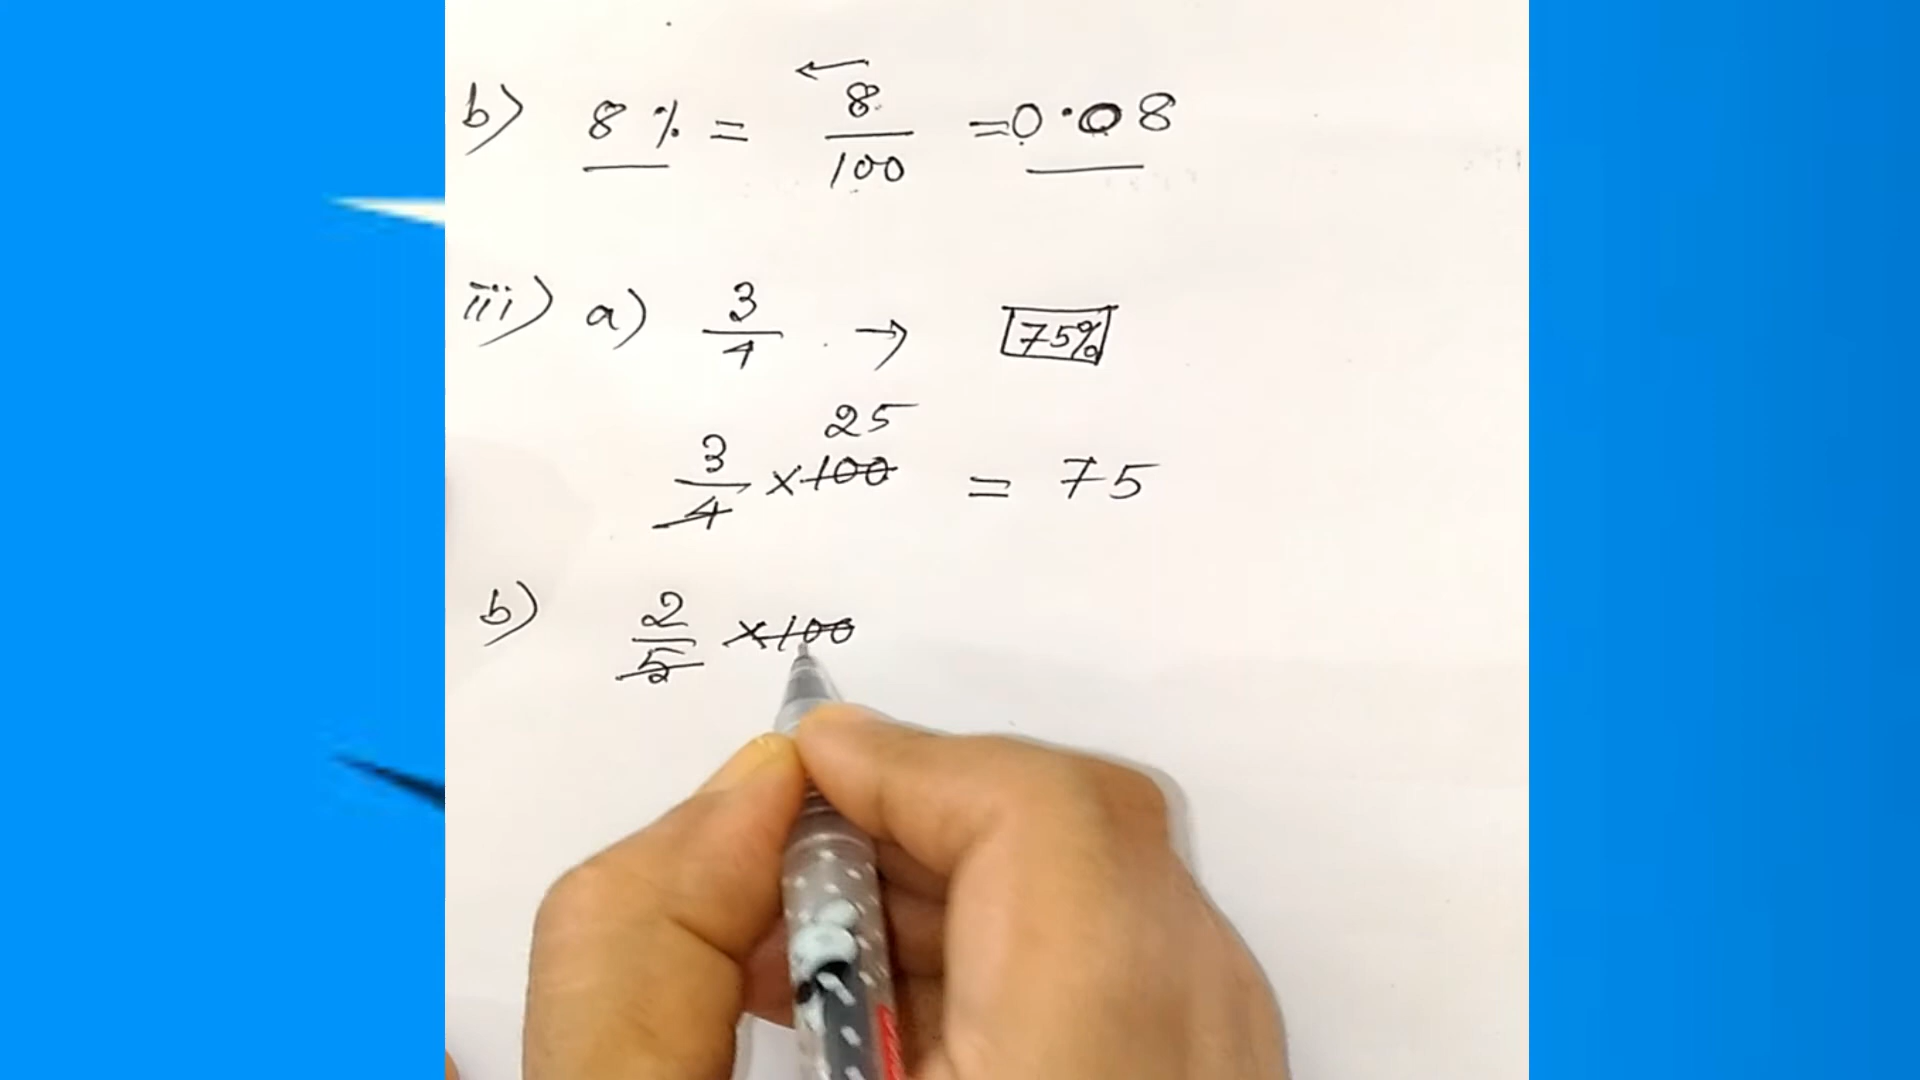 b) 8% = 8/100 = 0.08
iii) a) 3/4 → 75%
25
3/4 × 100 = 75
b) 2/5 × 100